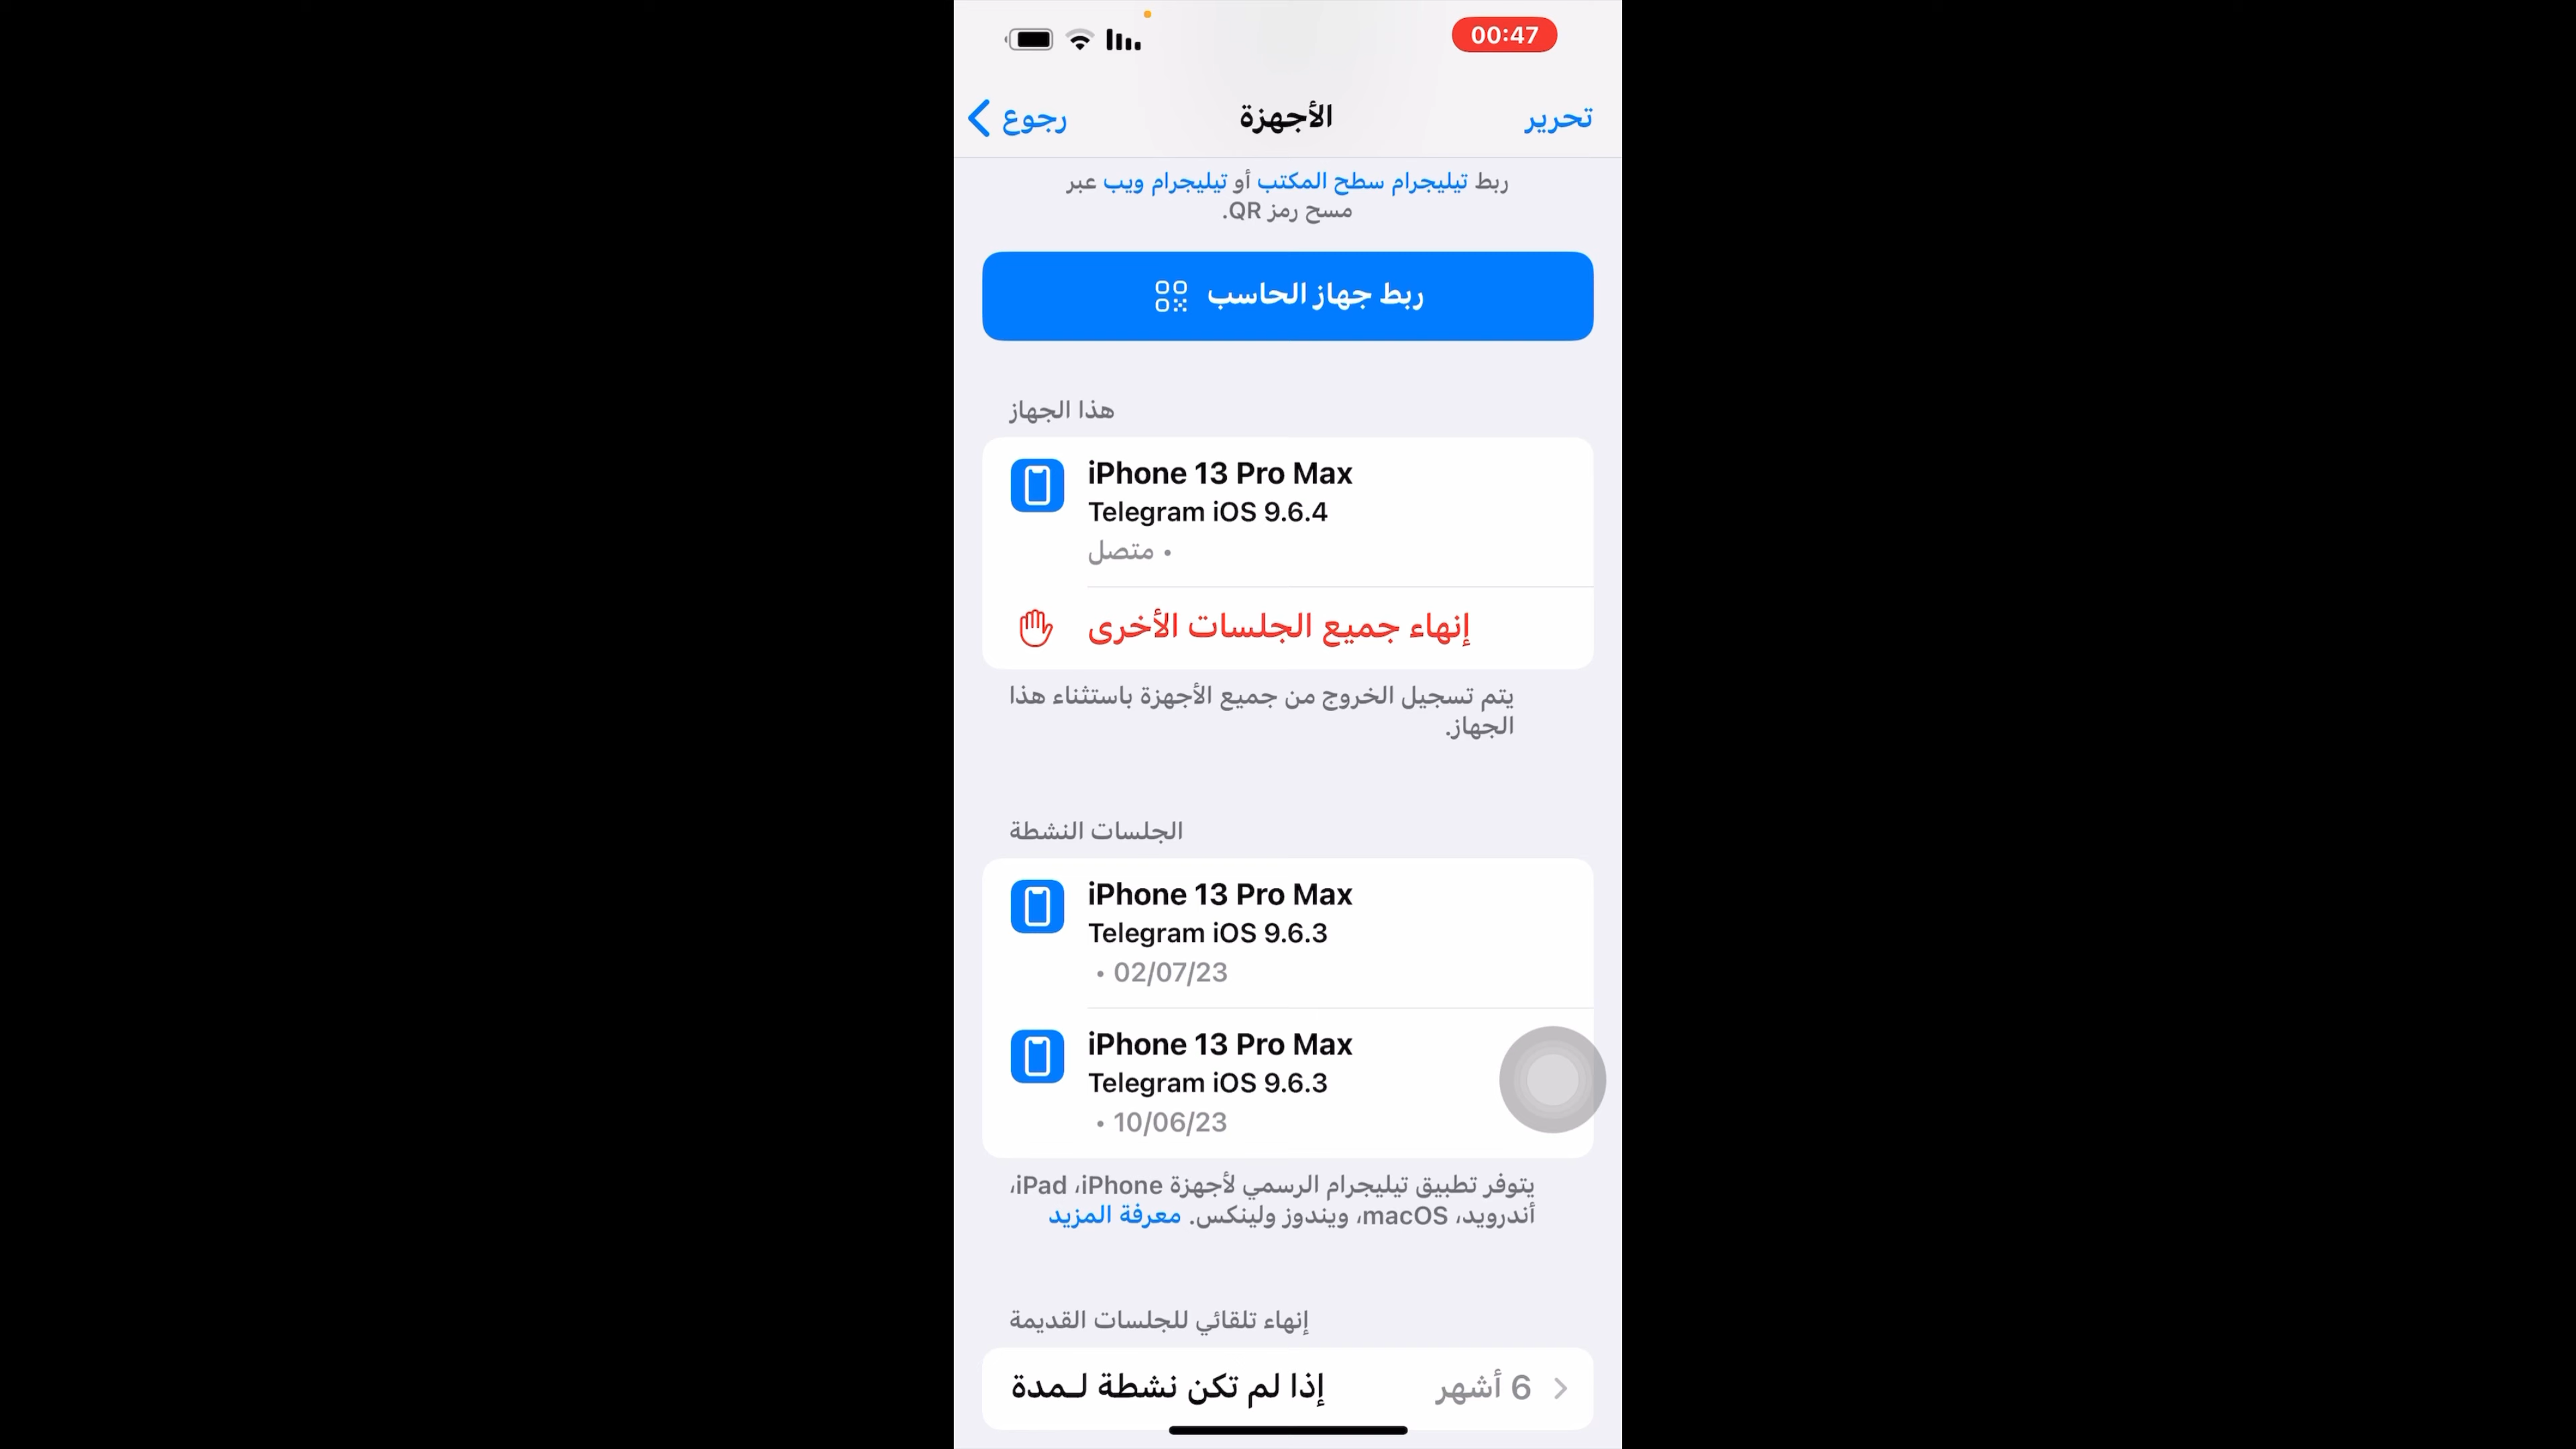 00:47
رجوع
الأجهزة
تحرير
ربط تيليجرام سطح المكتب أو تيليجرام ويب عبر
مسح رمز QR.
ربط جهاز الحاسب
هذا الجهاز
iPhone 13 Pro Max
Telegram iOS 9.6.4
متصل •
إنهاء جميع الجلسات الأخرى
يتم تسجيل الخروج من جميع الأجهزة باستثناء هذا
الجهاز.
الجلسات النشطة
iPhone 13 Pro Max
Telegram iOS 9.6.3
• 02/07/23
iPhone 13 Pro Max
Telegram iOS 9.6.3
• 10/06/23
يتوفر تطبيق تيليجرام الرسمي لأجهزة iPhone، iPad،
أندرويد، macOS، ويندوز ولينكس. معرفة المزيد
إنهاء تلقائي للجلسات القديمة
إذا لم تكن نشطة لـمدة
6 أشهر